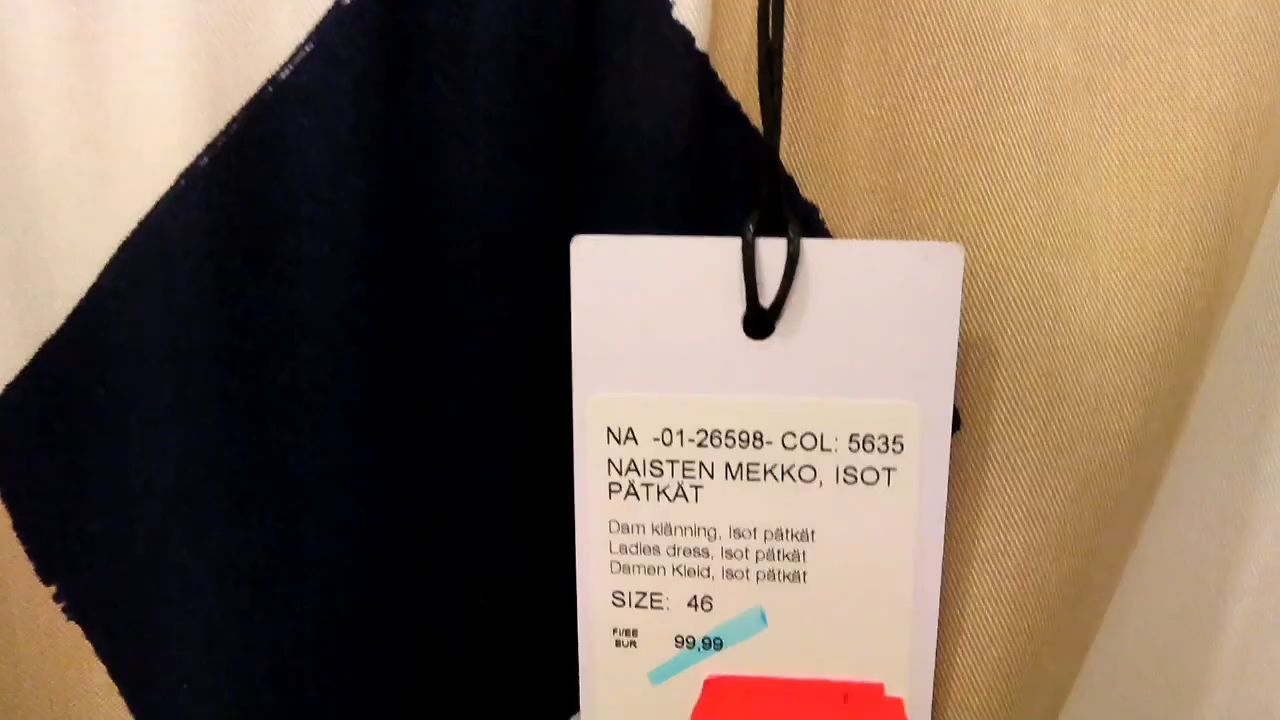 NA -01-26598- COL: 5635
NAISTEN MEKKO, ISOT
PÄTKÄT
Dam klänning, Isot pätkät
Ladies dress, Isot pätkät
Damen Kleid, Isot pätkät
SIZE: 46
FI/EE
EUR 99,99